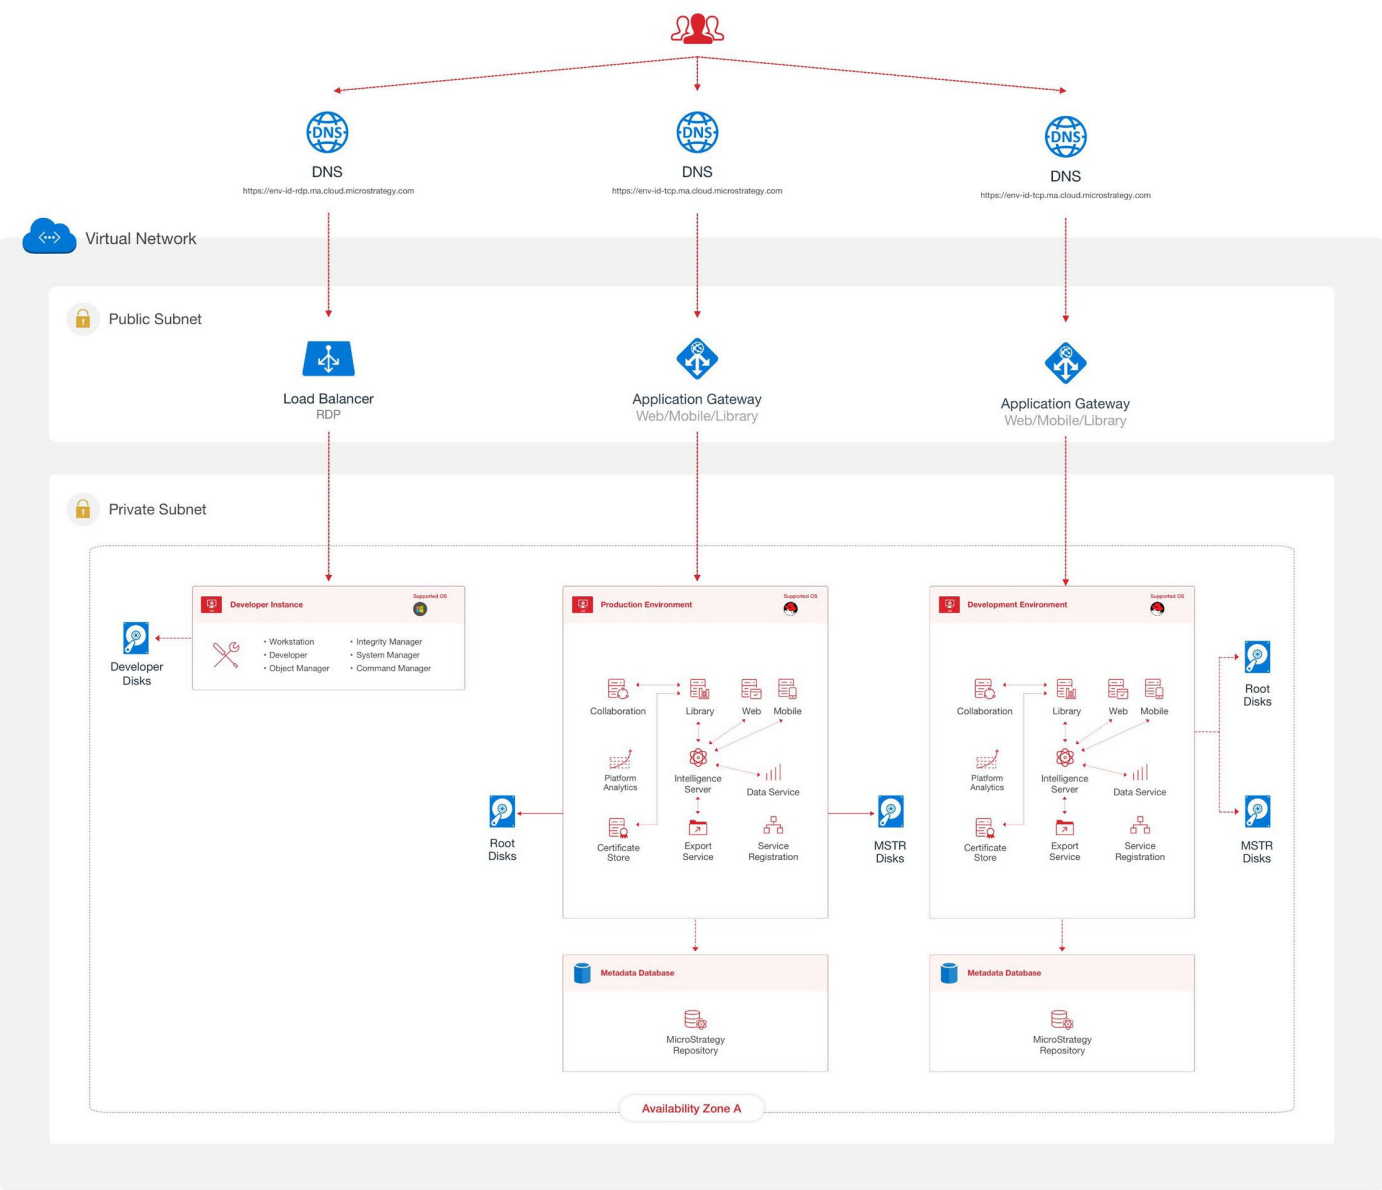 DNS
DNS
https://env-id-rdp.ma.cloud.microstrategy.com
DNS
DNS
https://env-id-tcp.ma.cloud.microstrategy.com
DNS
DNS
https://env-id-tcp.ma.cloud.microstrategy.com
Virtual Network
Public Subnet
Load Balancer
RDP
Application Gateway
Web/Mobile/Library
Application Gateway
Web/Mobile/Library
Private Subnet
Developer Instance
Supported OS
• Workstation
• Developer
• Object Manager
• Integrity Manager
• System Manager
• Command Manager
Developer
Disks
Production Environment
Supported OS
Collaboration
Library
Web
Mobile
Platform
Analytics
Intelligence
Server
Data Service
Certificate
Store
Export
Service
Service
Registration
Root
Disks
MSTR
Disks
Development Environment
Supported OS
Collaboration
Library
Web
Mobile
Platform
Analytics
Intelligence
Server
Data Service
Certificate
Store
Export
Service
Service
Registration
Root
Disks
MSTR
Disks
Metadata Database
MicroStrategy
Repository
Metadata Database
MicroStrategy
Repository
Availability Zone A